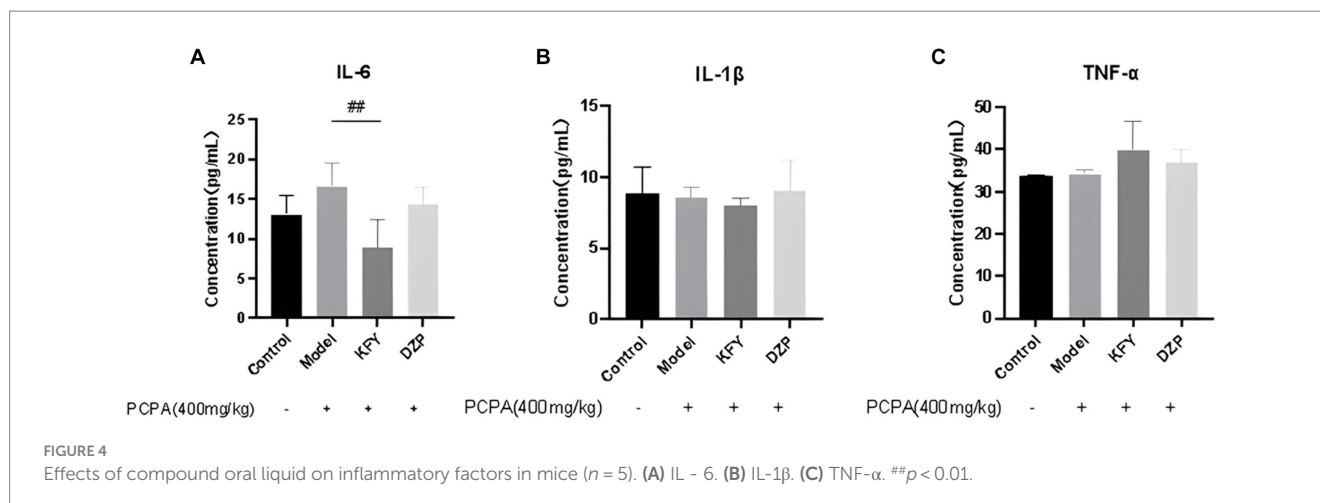 A
IL-6
##
Concentration(pg/mL)
25
20
15
10
5
0
Control
Model
KFY
DZP
PCPA(400mg/kg) - + + +
B
IL-1β
Concentration(pg/mL)
15
10
5
0
Control
Model
KFY
DZP
PCPA(400mg/kg) - + + +
C
TNF-α
Concentration(pg/mL)
50
40
30
20
10
0
Control
Model
KFY
DZP
PCPA(400mg/kg) - + + +
FIGURE 4
Effects of compound oral liquid on inflammatory factors in mice (n = 5). (A) IL - 6. (B) IL-1β. (C) TNF-α. ##p < 0.01.